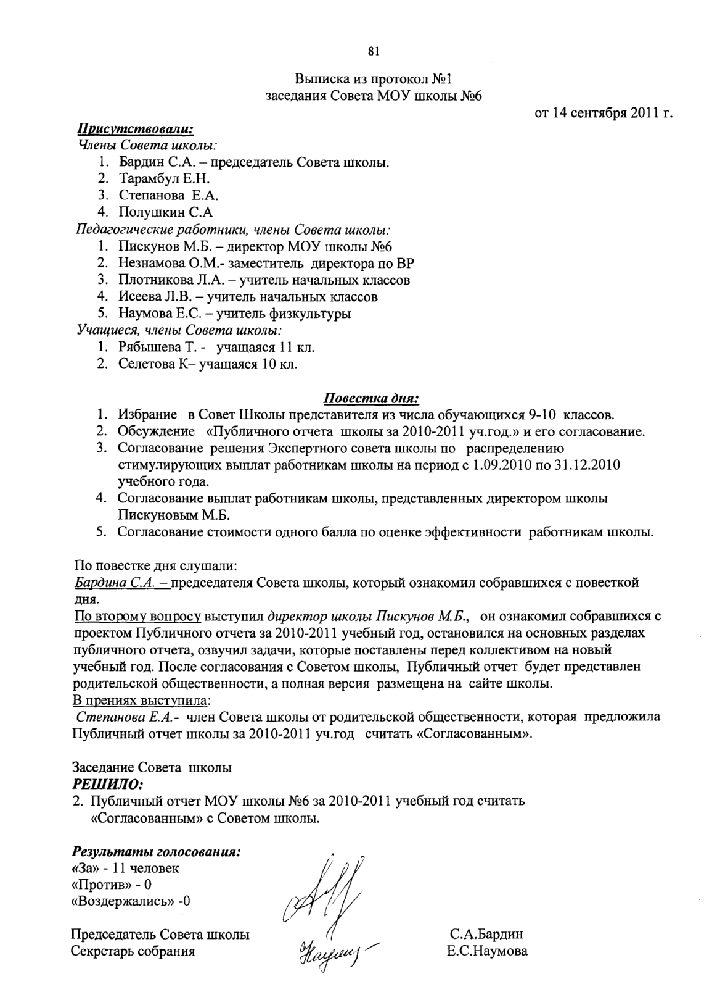 81
Выписка из протокол №1
заседания Совета МОУ школы №6
от 14 сентября 2011 г.
Присутствовали:
Члены Совета школы:
1. Бардин С.А. – председатель Совета школы.
2. Тарамбул Е.Н.
3. Степанова Е.А.
4. Полушкин С.А
Педагогические работники, члены Совета школы:
1. Пискунов М.Б. – директор МОУ школы №6
2. Незнамова О.М.- заместитель директора по ВР
3. Плотникова Л.А. – учитель начальных классов
4. Исеева Л.В. – учитель начальных классов
5. Наумова Е.С. – учитель физкультуры
Учащиеся, члены Совета школы:
1. Рябышева Т. - учащаяся 11 кл.
2. Селетова К– учащаяся 10 кл.
Повестка дня:
1. Избрание в Совет Школы представителя из числа обучающихся 9-10 классов.
2. Обсуждение «Публичного отчета школы за 2010-2011 уч.год.» и его согласование.
3. Согласование решения Экспертного совета школы по распределению
стимулирующих выплат работникам школы на период с 1.09.2010 по 31.12.2010
учебного года.
4. Согласование выплат работникам школы, представленных директором школы
Пискуновым М.Б.
5. Согласование стоимости одного балла по оценке эффективности работникам школы.
По повестке дня слушали:
Бардина С.А. – председателя Совета школы, который ознакомил собравшихся с повесткой
дня.
По второму вопросу выступил директор школы Пискунов М.Б., он ознакомил собравшихся с
проектом Публичного отчета за 2010-2011 учебный год, остановился на основных разделах
публичного отчета, озвучил задачи, которые поставлены перед коллективом на новый
учебный год. После согласования с Советом школы, Публичный отчет будет представлен
родительской общественности, а полная версия размещена на сайте школы.
В прениях выступила:
Степанова Е.А.- член Совета школы от родительской общественности, которая предложила
Публичный отчет школы за 2010-2011 уч.год считать «Согласованным».
Заседание Совета школы
РЕШИЛО:
2. Публичный отчет МОУ школы №6 за 2010-2011 учебный год считать
«Согласованным» с Советом школы.
Результаты голосования:
«За» - 11 человек
«Против» - 0
«Воздержались» -0
Председатель Совета школы С.А.Бардин
Секретарь собрания Е.С.Наумова